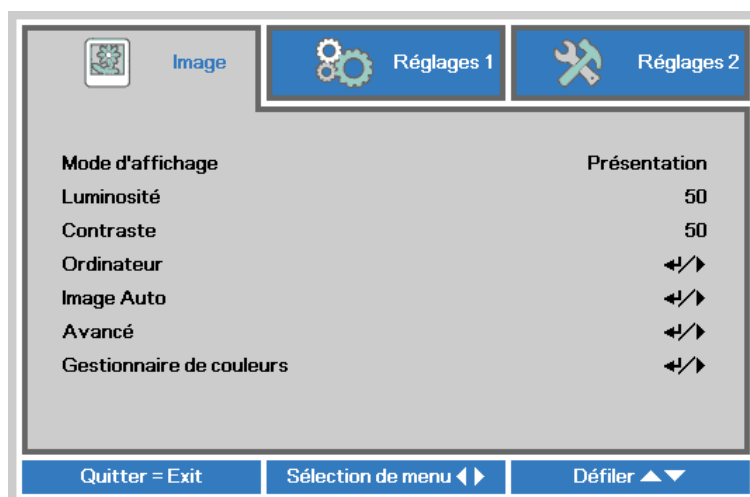 Image Réglages 1 Réglages 2
Mode d'affichage Présentation
Luminosité 50
Contraste 50
Ordinateur
Image Auto
Avancé
Gestionnaire de couleurs
Quitter = Exit Sélection de menu Défiler